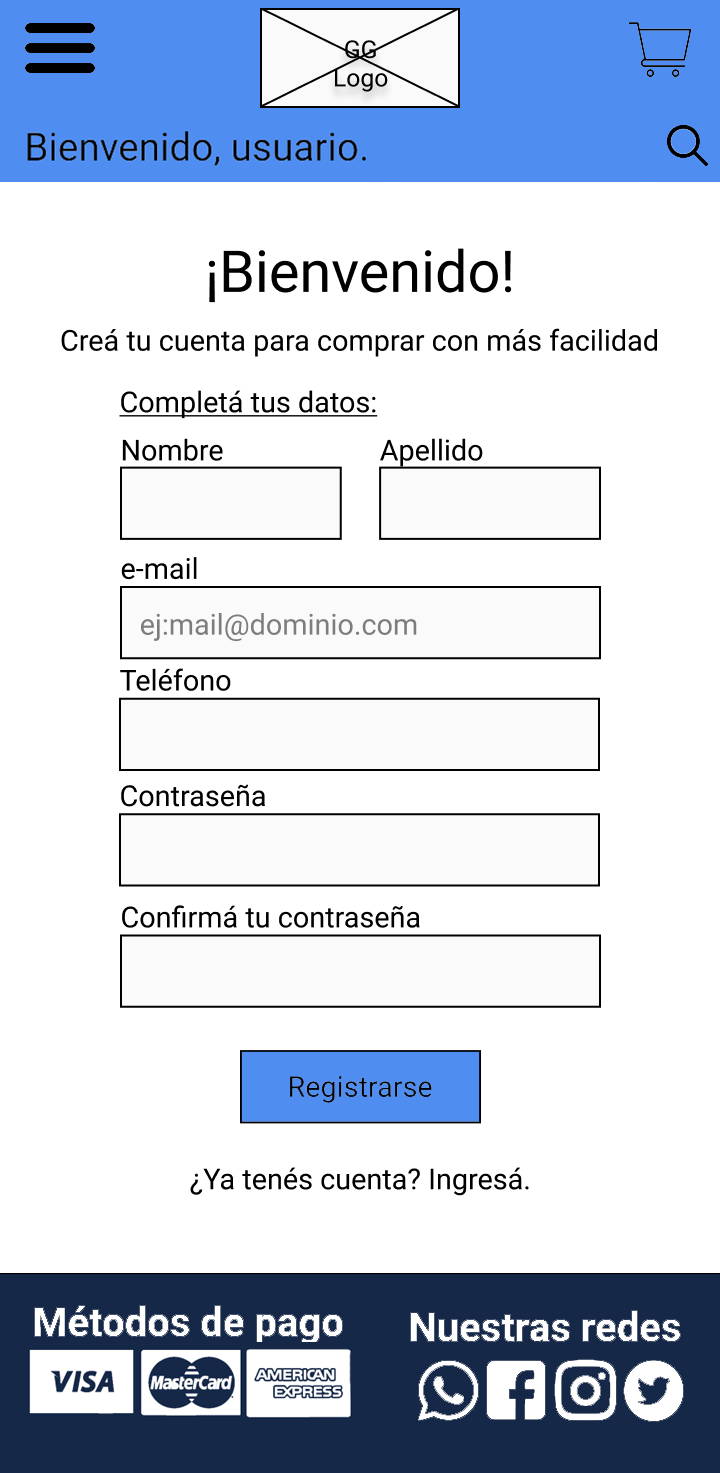 GG
Logo
Bienvenido, usuario.
¡Bienvenido!
Creá tu cuenta para comprar con más facilidad
Completá tus datos:
Nombre
Apellido
e-mail
ej:mail@dominio.com
Teléfono
Contraseña
Confirmá tu contraseña
Registrarse
¿Ya tenés cuenta? Ingresá.
Métodos de pago
VISA
MasterCard
AMERICAN
EXPRESS
Nuestras redes